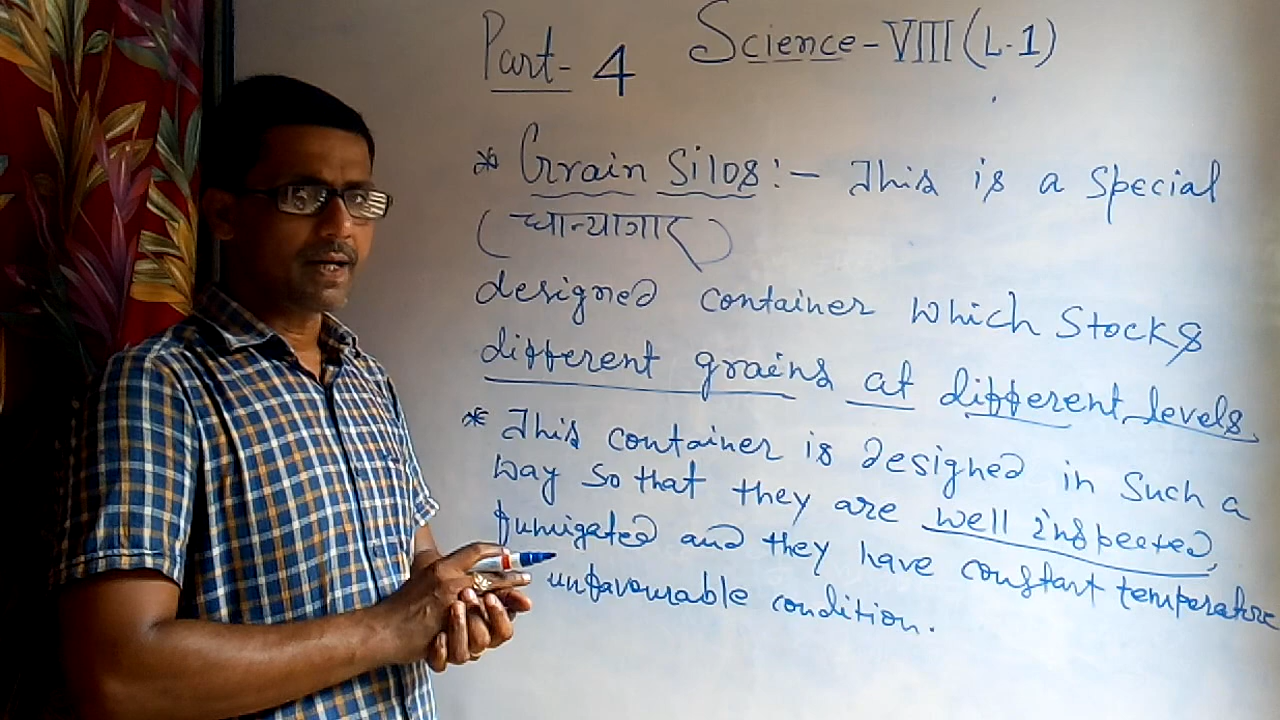 Part- 4 Science-VIII (L.1)
* Grain Silos:- This is a special
(धान्यागार)
designed container which stocks
different grains at different levels.
* This container is designed in such a
way so that they are well inspected,
fumigated and they have constant temperature
unfavourable condition.